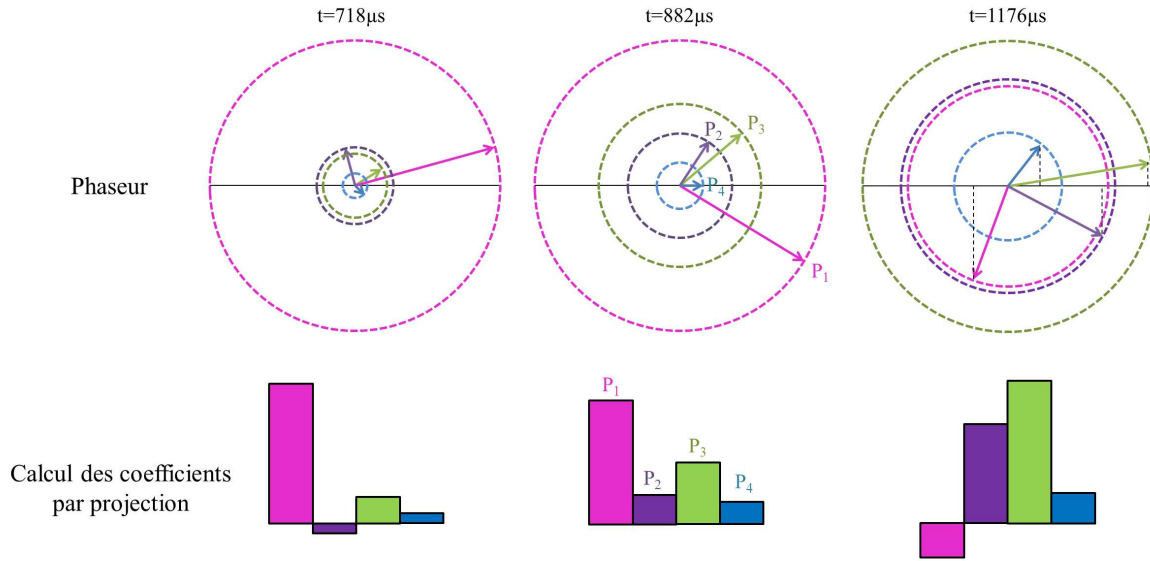 t=718μs
t=882μs
t=1176μs
P2
P3
Phaseur
P4
P1
P1
P3
P2
P4
Calcul des coefficients
par projection